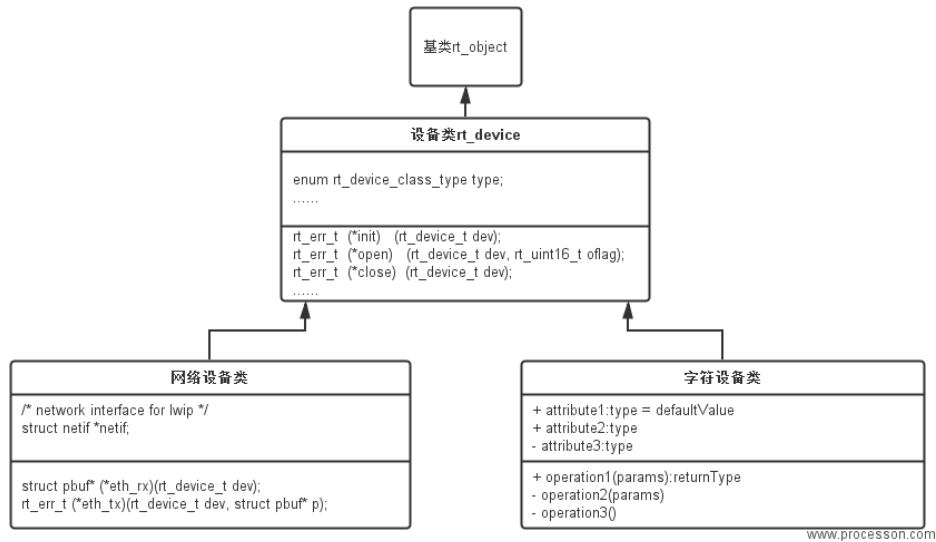 基类rt_object
设备类rt_device
enum rt_device_class_type type;
......
rt_err_t (*init) (rt_device_t dev);
rt_err_t (*open) (rt_device_t dev, rt_uint16_t oflag);
rt_err_t (*close) (rt_device_t dev);
......
网络设备类
/* network interface for lwip */
struct netif *netif;
struct pbuf* (*eth_rx)(rt_device_t dev);
rt_err_t (*eth_tx)(rt_device_t dev, struct pbuf* p);
字符设备类
+ attribute1:type = defaultValue
+ attribute2:type
- attribute3:type
+ operation1(params):returnType
- operation2(params)
- operation3()
www.processon.com